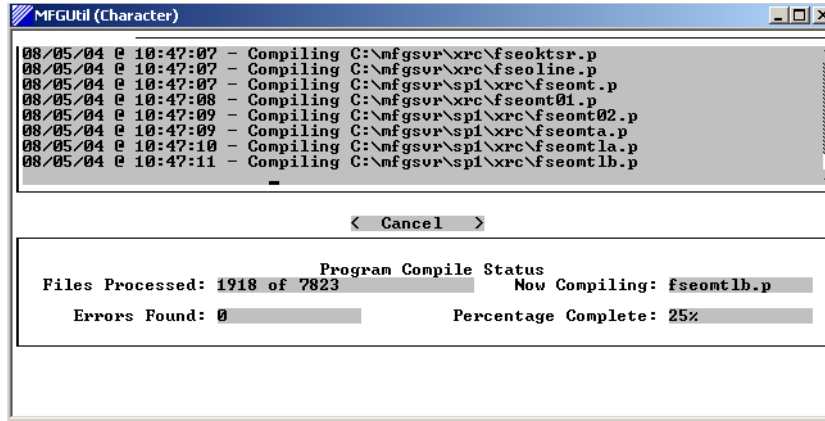 MFGUtil (Character)
08/05/04 @ 10:47:07 - Compiling C:\mfgsvr\xrc\fseoktsr.p
08/05/04 @ 10:47:07 - Compiling C:\mfgsvr\xrc\fseoline.p
08/05/04 @ 10:47:07 - Compiling C:\mfgsvr\sp1\xrc\fseomt.p
08/05/04 @ 10:47:08 - Compiling C:\mfgsvr\xrc\fseomt01.p
08/05/04 @ 10:47:09 - Compiling C:\mfgsvr\sp1\xrc\fseomt02.p
08/05/04 @ 10:47:09 - Compiling C:\mfgsvr\sp1\xrc\fseomta.p
08/05/04 @ 10:47:10 - Compiling C:\mfgsvr\sp1\xrc\fseomtla.p
08/05/04 @ 10:47:11 - Compiling C:\mfgsvr\sp1\xrc\fseomtlb.p
< Cancel >
Program Compile Status
Files Processed: 1918 of 7823 Now Compiling: fseomtlb.p
Errors Found: 0 Percentage Complete: 25%